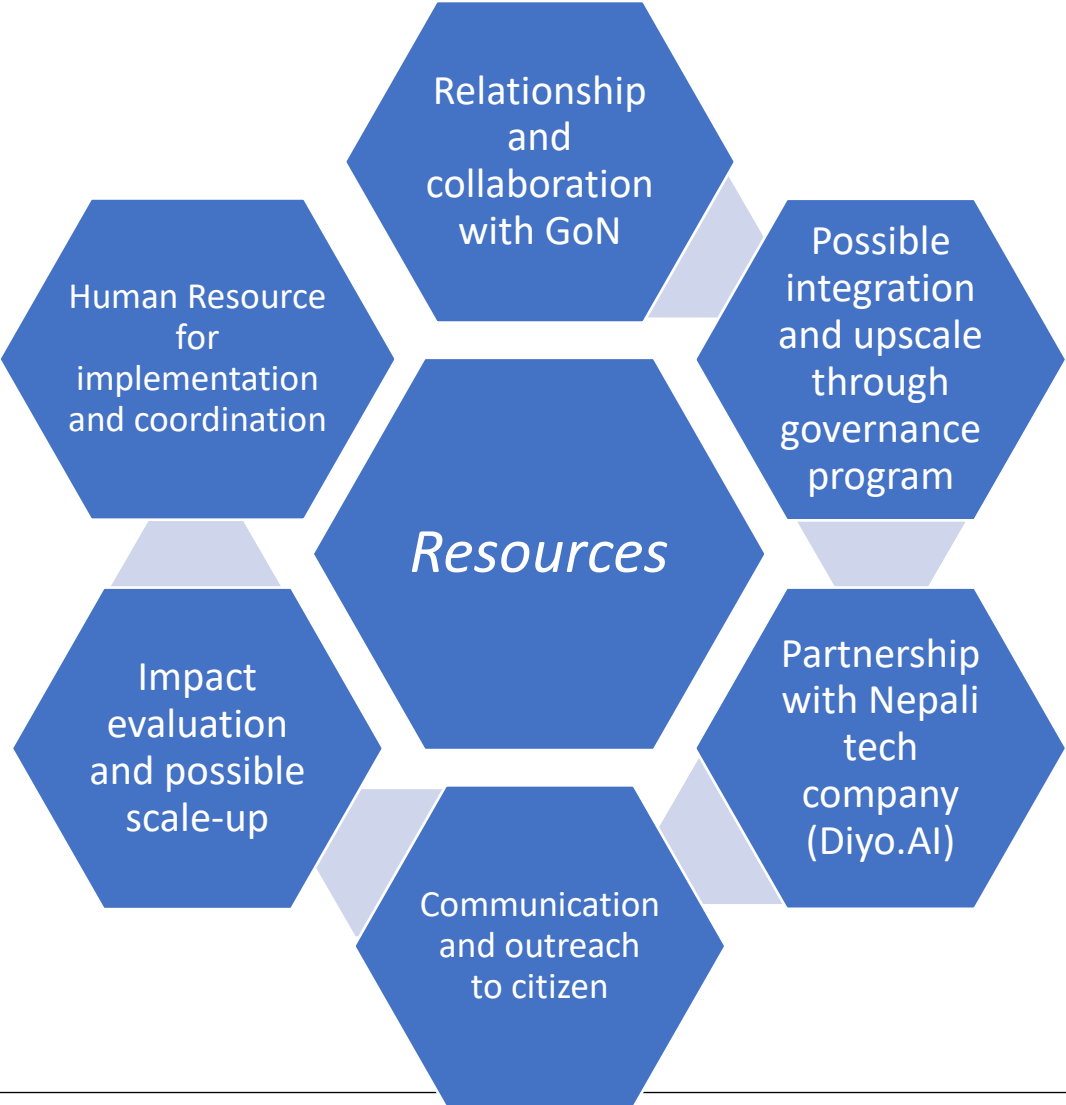 Relationship
and
collaboration
with GoN
Possible
integration
and upscale
through
governance
program
Partnership
with Nepali
tech
company
(Diyo.AI)
Communication
and outreach
to citizen
Impact
evaluation
and possible
scale-up
Human Resource
for
implementation
and coordination
Resources